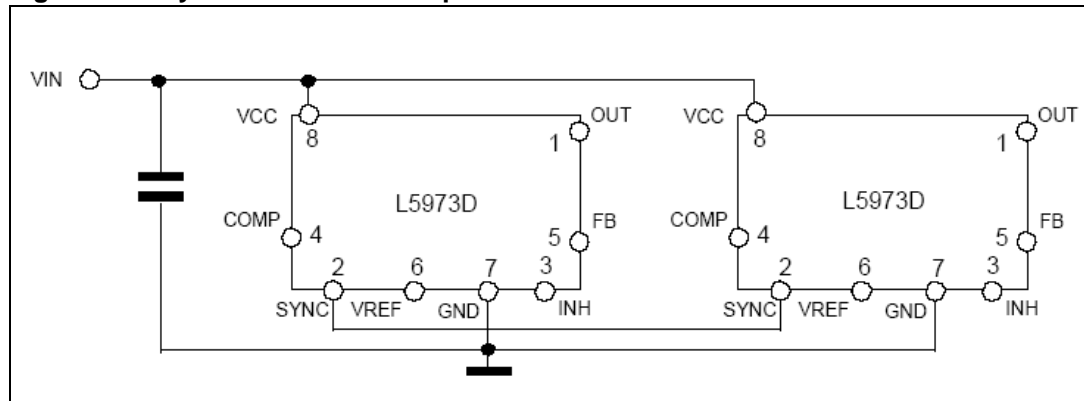 VIN
VCC
8
OUT
1
L5973D
COMP
4
FB
5
2
6
7
3
SYNC
VREF
GND
INH
VCC
8
OUT
1
L5973D
COMP
4
FB
5
2
6
7
3
SYNC
VREF
GND
INH